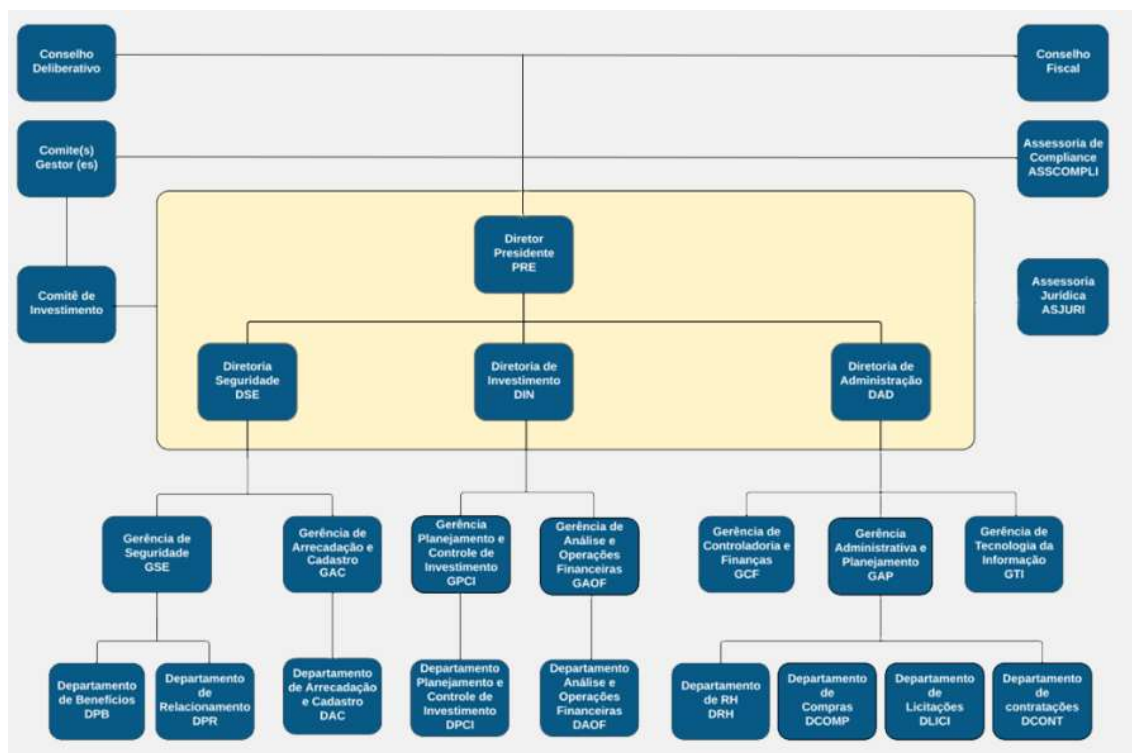 Conselho
Deliberativo
Conselho
Fiscal
Comite(s)
Gestor (es)
Assessoria de
Compliance
ASSCOMPLI
Diretor
Presidente
PRE
Comitê de
Investimento
Assessoria
Jurídica
ASJURI
Diretoria
Seguridade
DSE
Diretoria de
Investimento
DIN
Diretoria de
Administração
DAD
Gerência de
Seguridade
GSE
Gerência de
Arrecadação e
Cadastro
GAC
Gerência
Planejamento e
Controle de
Investimento
GPCI
Gerência de
Análise e
Operações
Financeiras
GAOF
Gerência de
Controladoria e
Finanças
GCF
Gerência
Administrativa e
Planejamento
GAP
Gerência de
Tecnologia da
Informação
GTI
Departamento
de Benefícios
DPB
Departamento
de
Relacionamento
DPR
Departamento
de Arrecadação
e Cadastro
DAC
Departamento
Planejamento e
Controle de
Investimento
DPCI
Departamento
Análise e
Operações
Financeiras
DAOF
Departamento
de RH
DRH
Departamento
de
Compras
DCOMP
Departamento
de
Licitações
DLICI
Departamento
de
contratações
DCONT